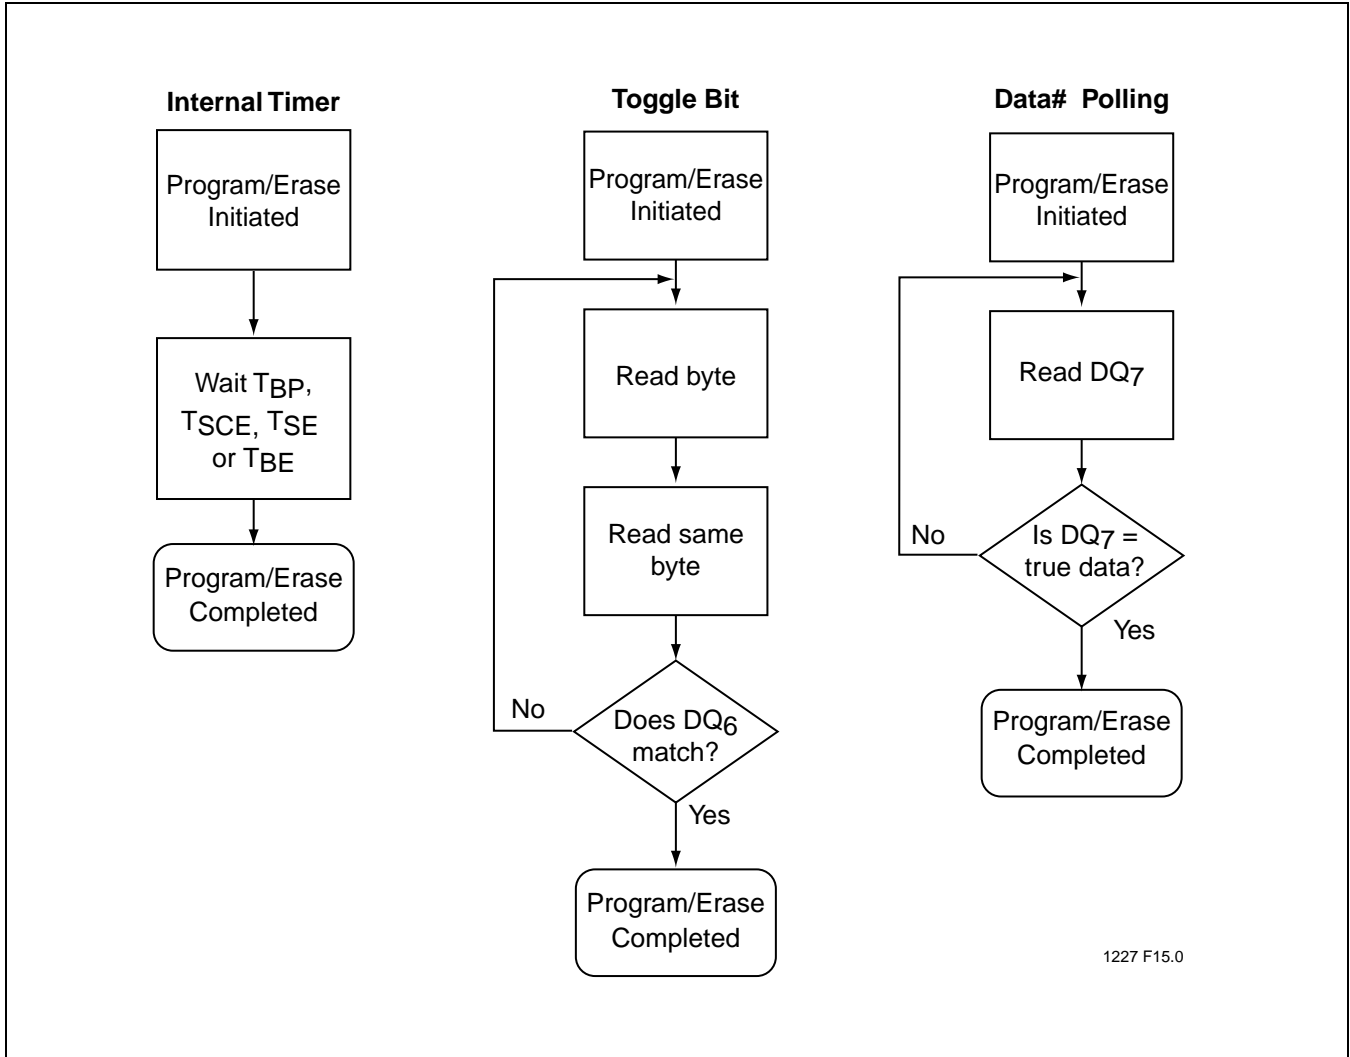 Internal Timer
Program/Erase
Initiated
Wait TBP,
TSCE, TSE
or TBE
Program/Erase
Completed
Toggle Bit
Program/Erase
Initiated
Read byte
Read same
byte
Does DQ6
match?
No
Yes
Program/Erase
Completed
Data# Polling
Program/Erase
Initiated
Read DQ7
Is DQ7 =
true data?
No
Yes
Program/Erase
Completed
1227 F15.0